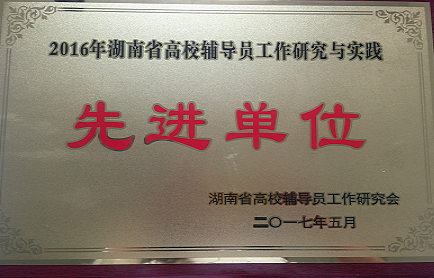 2016年湖南省高校辅导员工作研究与实践
先进单位
湖南省高校辅导员工作研究会
二〇一七年五月